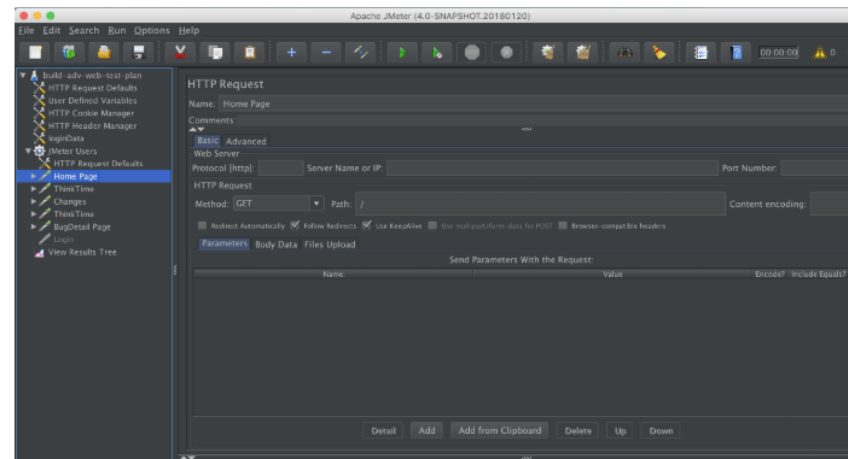 Apache JMeter (4.0-SNAPSHOT.20180120)
File Edit Search Run Options Help
00:00:00 0
build-adv-web-test-plan
HTTP Request Defaults
User Defined Variables
HTTP Cookie Manager
HTTP Header Manager
loginData
JMeter Users
HTTP Request Defaults
Home Page
ThinkTime
Changes
ThinkTime
BugDetail Page
Login
View Results Tree
HTTP Request
Name: Home Page
Comments:
Basic Advanced
Web Server
Protocol [http]: Server Name or IP: Port Number:
HTTP Request
Method: GET Path: / Content encoding:
Redirect Automatically Follow Redirects Use KeepAlive Use multipart/form-data for POST Browser-compatible headers
Parameters Body Data Files Upload
Send Parameters With the Request:
Name: Value Encode? Include Equals?
Detail Add Add from Clipboard Delete Up Down